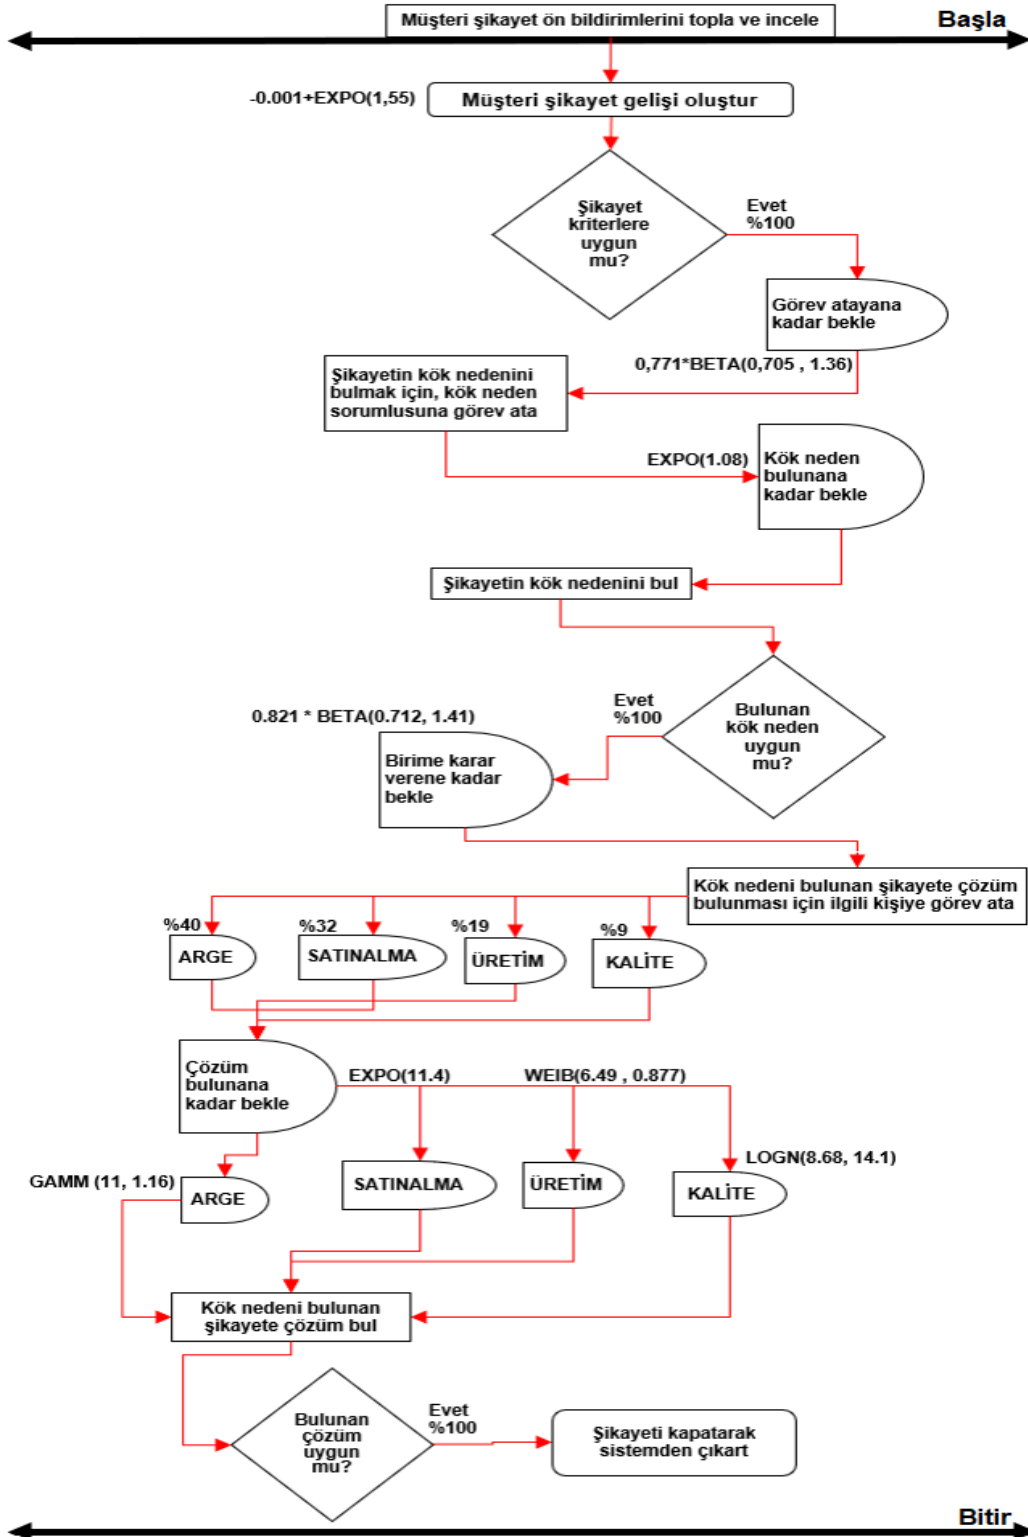 Müşteri şikayet ön bildirimlerini topla ve incele
Başla
-0.001+EXPO(1,55)
Müşteri şikayet gelişi oluştur
Şikayet
kriterlere
uygun
mu?
Evet
%100
Görev atayana
kadar bekle
0,771*BETA(0,705 , 1.36)
Şikayetin kök nedenini
bulmak için, kök neden
sorumlusuna görev ata
EXPO(1.08)
Kök neden
bulunana
kadar bekle
Şikayetin kök nedenini bul
Bulunan
kök neden
uygun
mu?
Evet
%100
0.821 * BETA(0.712, 1.41)
Birime karar
verene kadar
bekle
Kök nedeni bulunan şikayete çözüm
bulunması için ilgili kişiye görev ata
%40
%32
%19
%9
ARGE
SATINALMA
ÜRETİM
KALİTE
Çözüm
bulunana
kadar bekle
EXPO(11.4)
WEIB(6.49 , 0.877)
LOGN(8.68, 14.1)
GAMM (11, 1.16)
ARGE
SATINALMA
ÜRETİM
KALİTE
Kök nedeni bulunan
şikayete çözüm bul
Bulunan
çözüm
uygun
mu?
Evet
%100
Şikayeti kapatarak
sistemden çıkart
Bitir